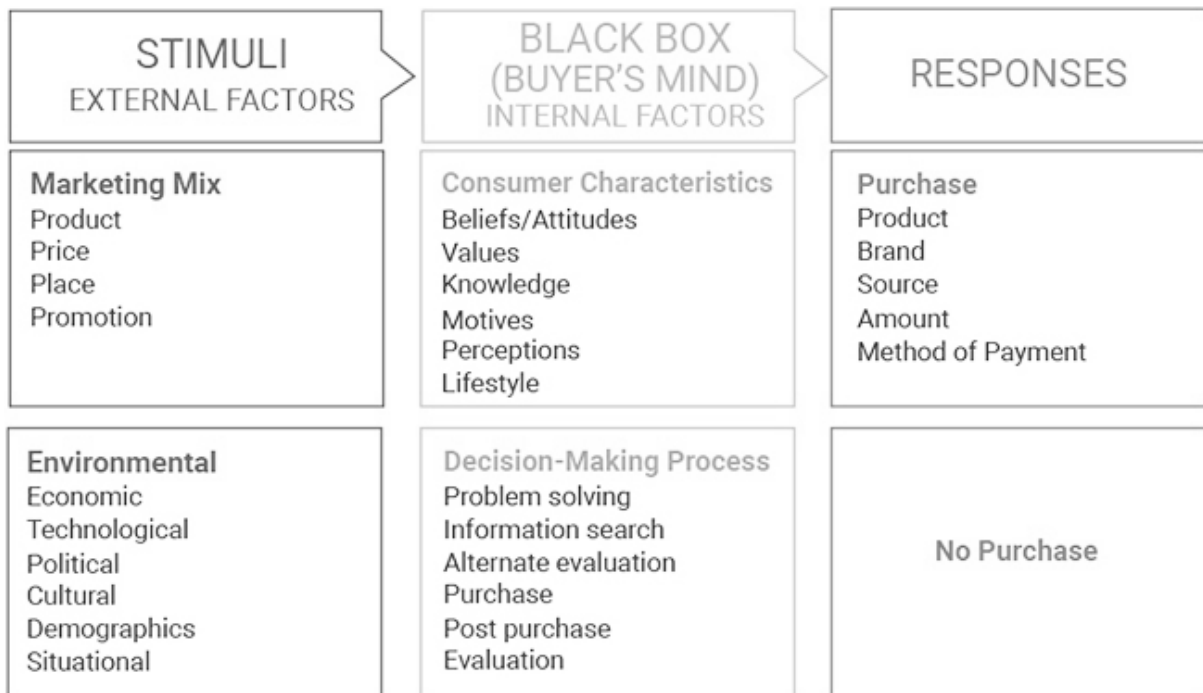 STIMULI
EXTERNAL FACTORS
BLACK BOX
(BUYER'S MIND)
INTERNAL FACTORS
RESPONSES
Marketing Mix
Product
Price
Place
Promotion
Consumer Characteristics
Beliefs/Attitudes
Values
Knowledge
Motives
Perceptions
Lifestyle
Purchase
Product
Brand
Source
Amount
Method of Payment
Environmental
Economic
Technological
Political
Cultural
Demographics
Situational
Decision-Making Process
Problem solving
Information search
Alternate evaluation
Purchase
Post purchase
Evaluation
No Purchase